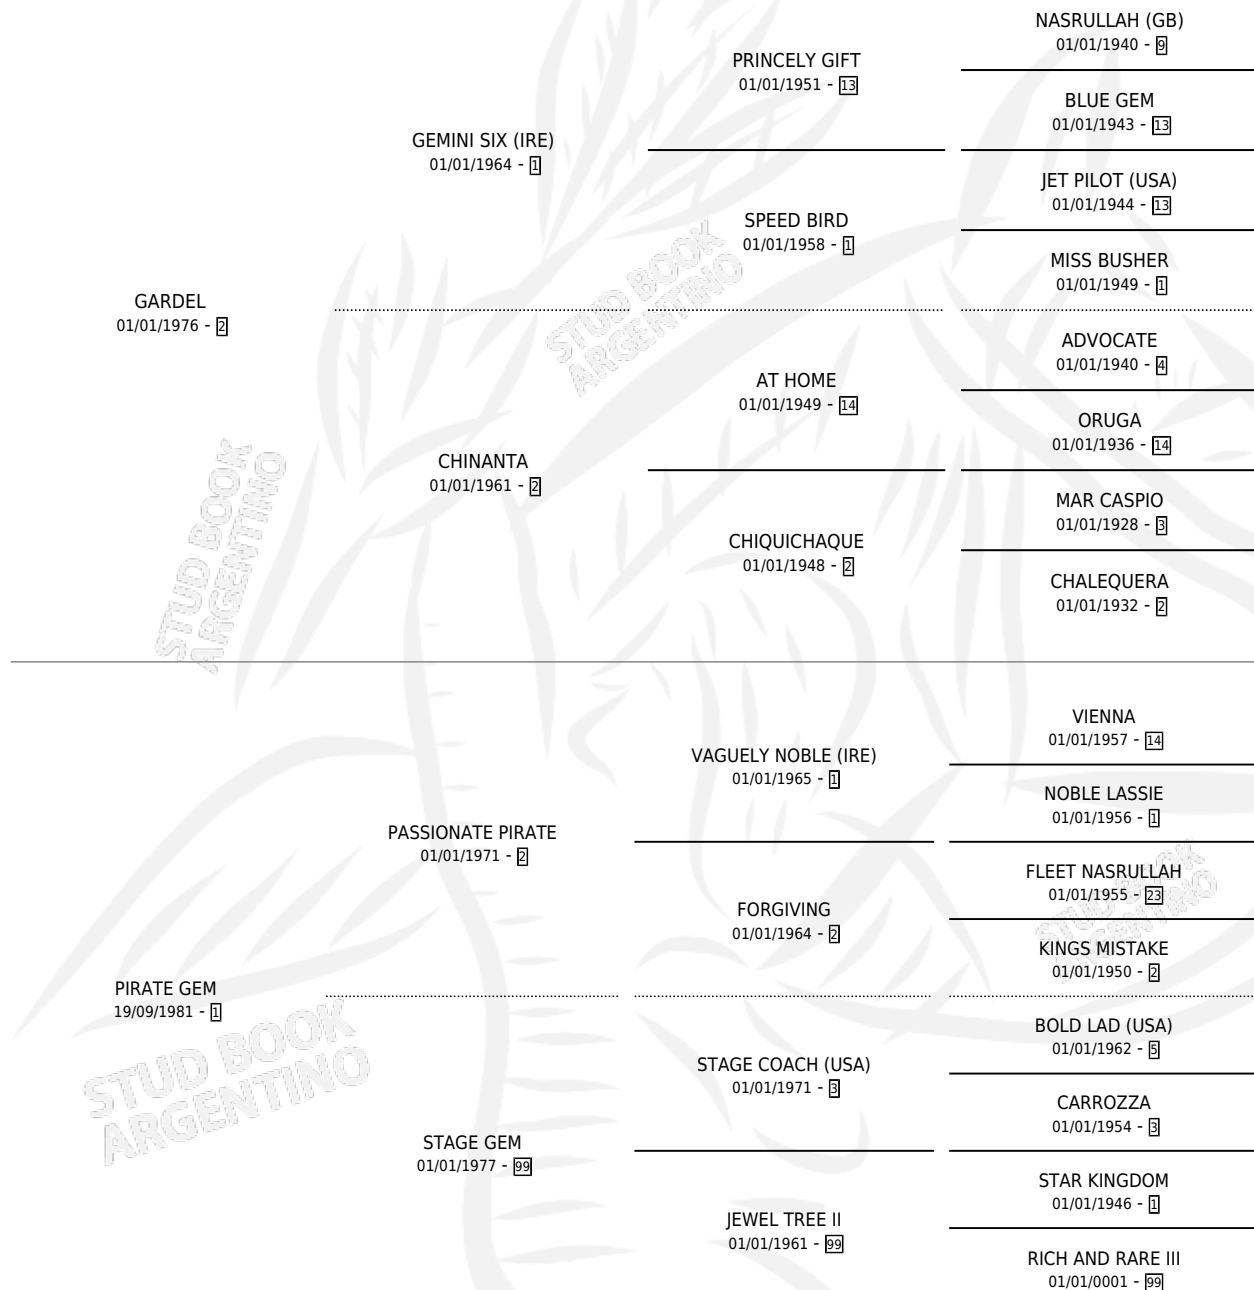 NASRULLAH (GB)
01/01/1940 - 9
PRINCELY GIFT
01/01/1951 - 13
BLUE GEM
01/01/1943 - 13
GEMINI SIX (IRE)
01/01/1964 - 1
JET PILOT (USA)
01/01/1944 - 13
SPEED BIRD
01/01/1958 - 1
MISS BUSHER
01/01/1949 - 1
GARDEL
01/01/1976 - 2
ADVOCATE
01/01/1940 - 4
AT HOME
01/01/1949 - 14
ORUGA
01/01/1936 - 14
CHINANTA
01/01/1961 - 2
MAR CASPIO
01/01/1928 - 3
CHIQUICHAQUE
01/01/1948 - 2
CHALEQUERA
01/01/1932 - 2
VIENNA
01/01/1957 - 14
VAGUELY NOBLE (IRE)
01/01/1965 - 1
NOBLE LASSIE
01/01/1956 - 1
PASSIONATE PIRATE
01/01/1971 - 2
FLEET NASRULLAH
01/01/1955 - 23
FORGIVING
01/01/1964 - 2
KINGS MISTAKE
01/01/1950 - 2
PIRATE GEM
19/09/1981 - 1
BOLD LAD (USA)
01/01/1962 - 5
STAGE COACH (USA)
01/01/1971 - 3
CARROZZA
01/01/1954 - 3
STAGE GEM
01/01/1977 - 99
STAR KINGDOM
01/01/1946 - 1
JEWEL TREE II
01/01/1961 - 99
RICH AND RARE III
01/01/0001 - 99
STUD BOOK
ARGENTINO
STUD BOOK
ARGENTINO
STUD BOOK
ARGENTINO
STUD BOOK
ARGENTINO